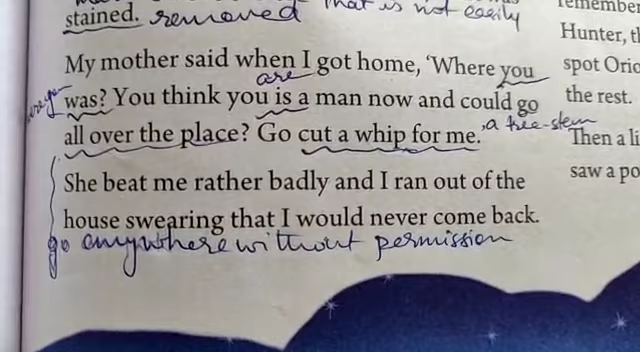 that is not easily
stained. removed
My mother said when I got home, 'Where you
are
was? You think you is a man now and could go
all over the place? Go cut a whip for me.' a tree-stem
She beat me rather badly and I ran out of the
house swearing that I would never come back.
go anywhere without permission
remember
Hunter, th
spot Orio
the rest.
Then a li
saw a po